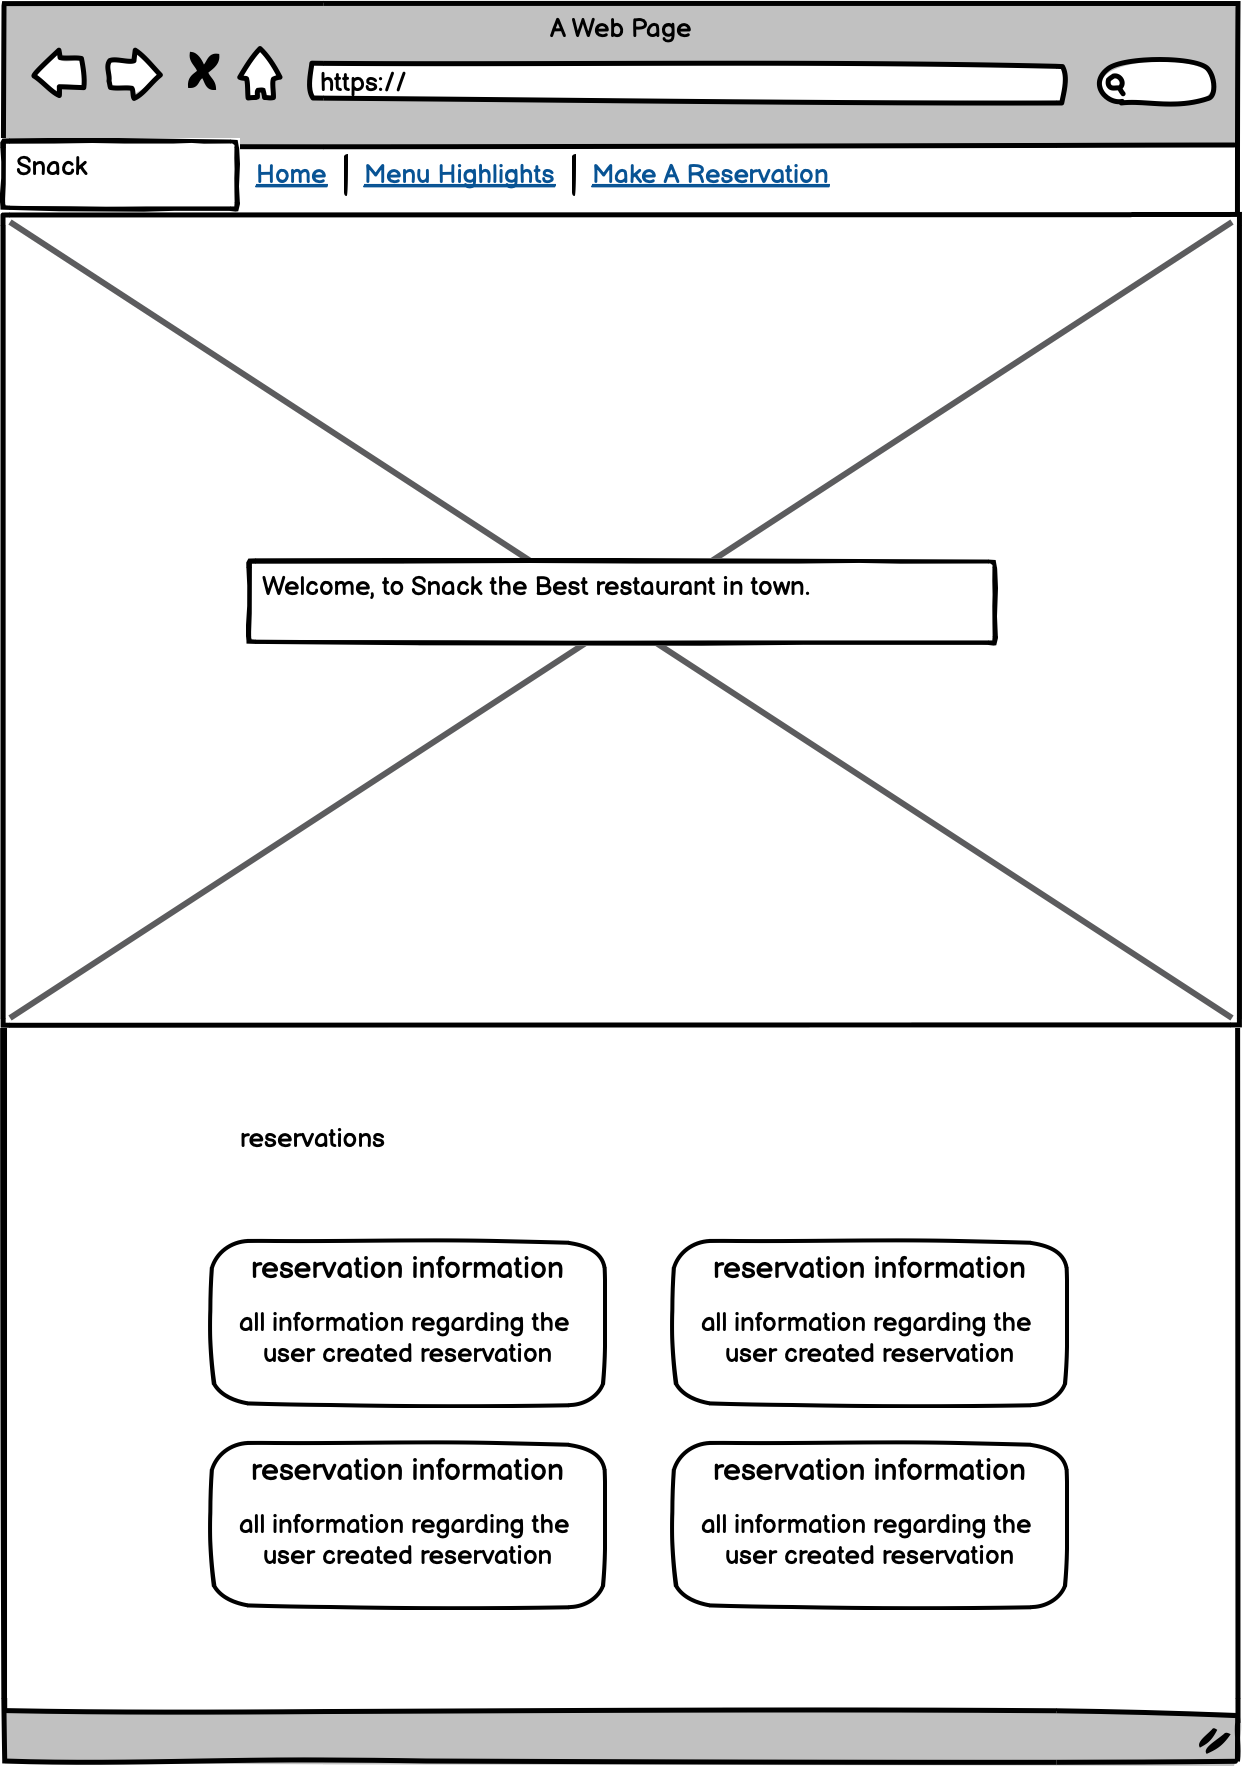 A Web Page
https://
Snack
Home
Menu Highlights
Make A Reservation
Welcome, to Snack the Best restaurant in town.
reservations
reservation information
all information regarding the
user created reservation
reservation information
all information regarding the
user created reservation
reservation information
all information regarding the
user created reservation
reservation information
all information regarding the
user created reservation